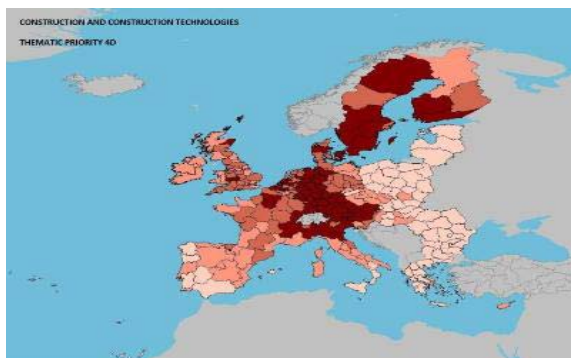 CONSTRUCTION AND CONSTRUCTION TECHNOLOGIES
THEMATIC PRIORITY 4D